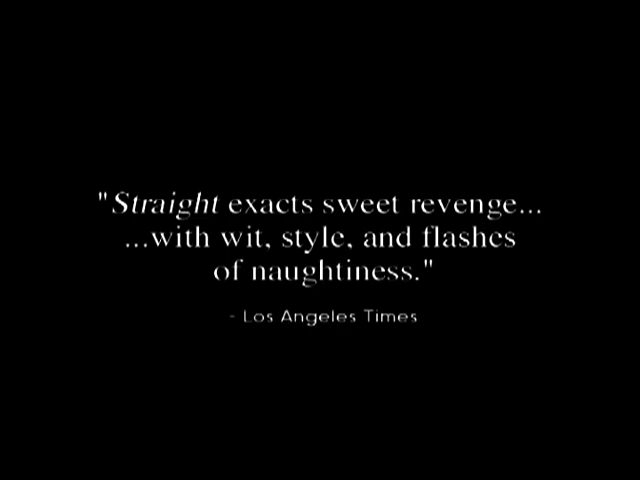 "Straight exacts sweet revenge...
...with wit, style, and flashes
of naughtiness."
- Los Angeles Times